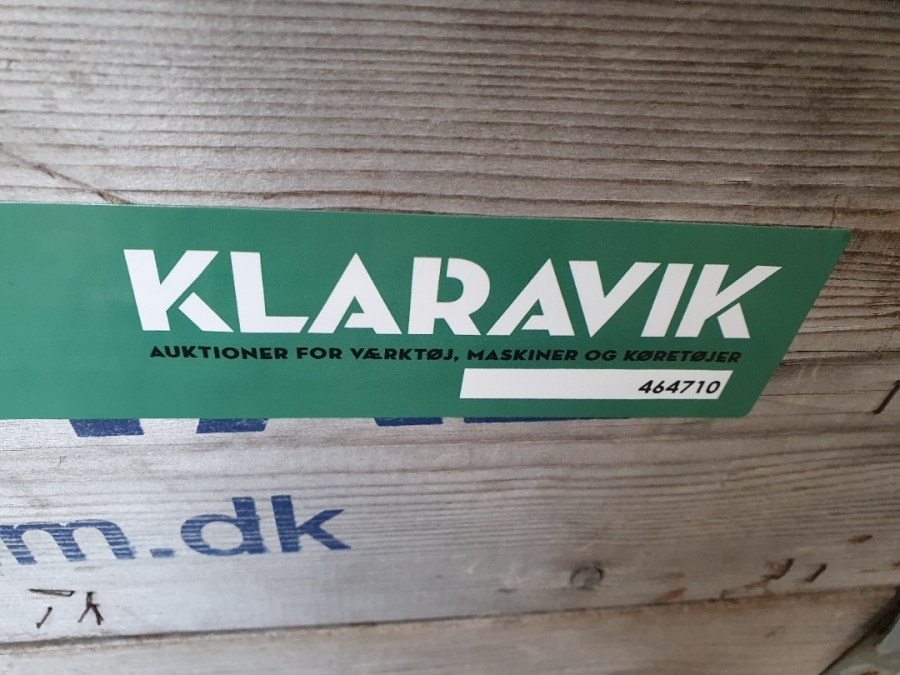 KLARAVIK
AUKTIONER FOR VÆRKTØJ, MASKINER OG KØRETØJER
464710
m.dk